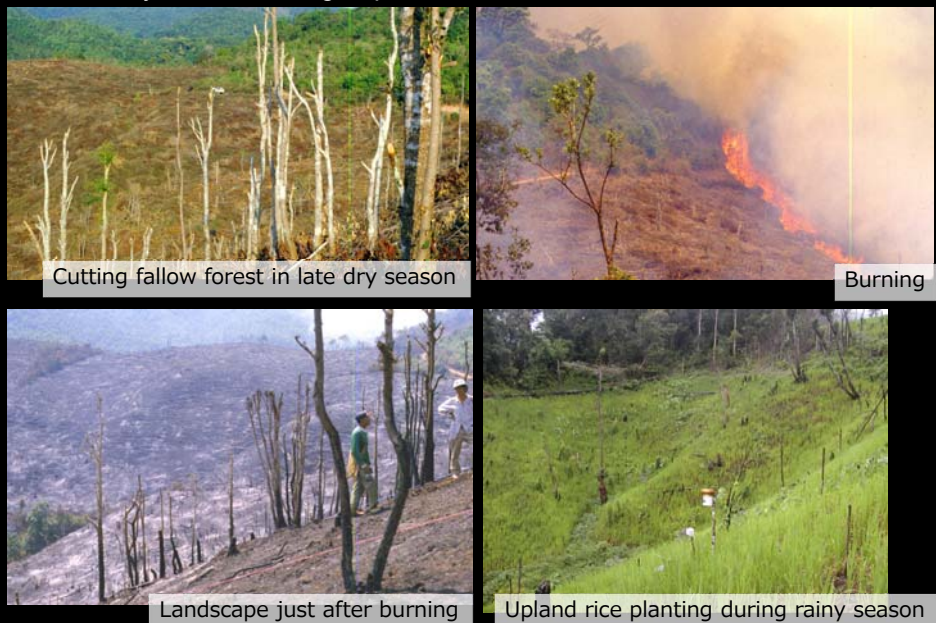 Cutting fallow forest in late dry season
Burning
Landscape just after burning
Upland rice planting during rainy season